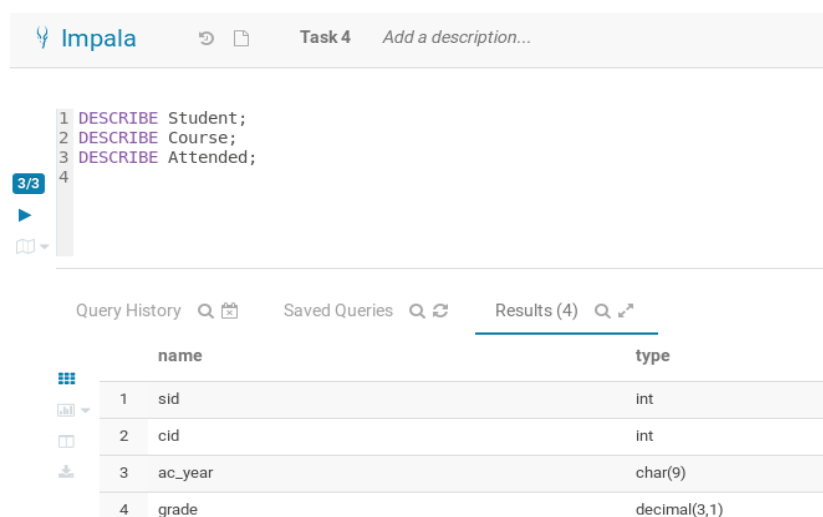 Impala Task 4 Add a description...
1 DESCRIBE Student;
2 DESCRIBE Course;
3 DESCRIBE Attended;
4
3/3
Query History Saved Queries Results (4)
name type
1 sid int
2 cid int
3 ac_year char(9)
4 grade decimal(3,1)